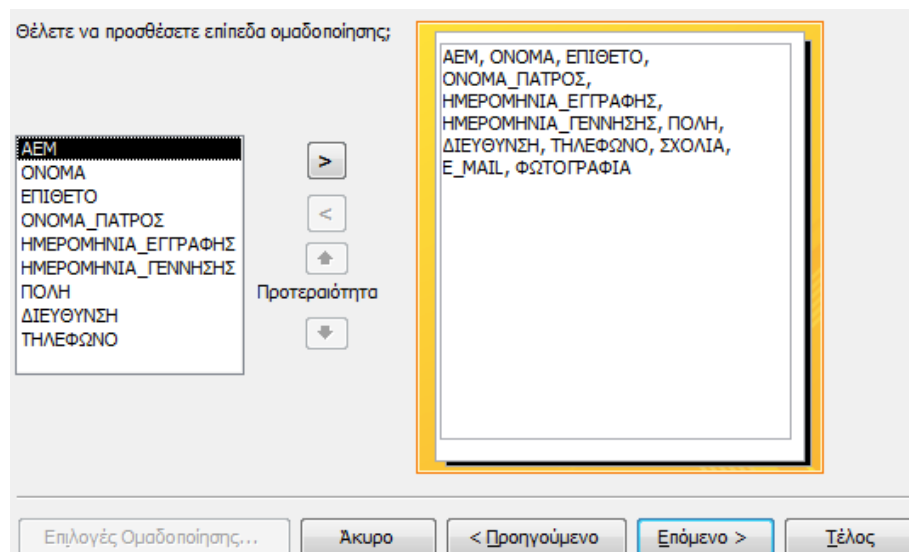 Θέλετε να προσθέσετε επίπεδα ομαδοποίησης;
ΑΕΜ
ΟΝΟΜΑ
ΕΠΙΘΕΤΟ
ΟΝΟΜΑ_ΠΑΤΡΟΣ
ΗΜΕΡΟΜΗΝΙΑ_ΕΓΓΡΑΦΗΣ
ΗΜΕΡΟΜΗΝΙΑ_ΓΕΝΝΗΣΗΣ
ΠΟΛΗ
ΔΙΕΥΘΥΝΣΗ
ΤΗΛΕΦΩΝΟ
>
<
Προτεραιότητα
ΑΕΜ, ΟΝΟΜΑ, ΕΠΙΘΕΤΟ,
ΟΝΟΜΑ_ΠΑΤΡΟΣ,
ΗΜΕΡΟΜΗΝΙΑ_ΕΓΓΡΑΦΗΣ,
ΗΜΕΡΟΜΗΝΙΑ_ΓΕΝΝΗΣΗΣ, ΠΟΛΗ,
ΔΙΕΥΘΥΝΣΗ, ΤΗΛΕΦΩΝΟ, ΣΧΟΛΙΑ,
E_MAIL, ΦΩΤΟΓΡΑΦΙΑ
Επιλογές Ομαδοποίησης...
Άκυρο
< Προηγούμενο
Επόμενο >
Τέλος